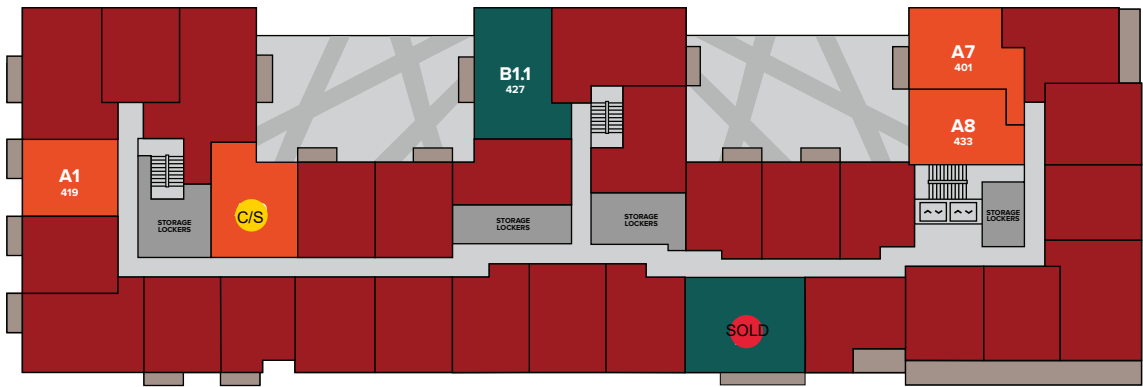 A7
401
B1.1
427
A8
433
A1
419
STORAGE
LOCKERS
C/S
STORAGE
LOCKERS
STORAGE
LOCKERS
STORAGE
LOCKERS
SOLD